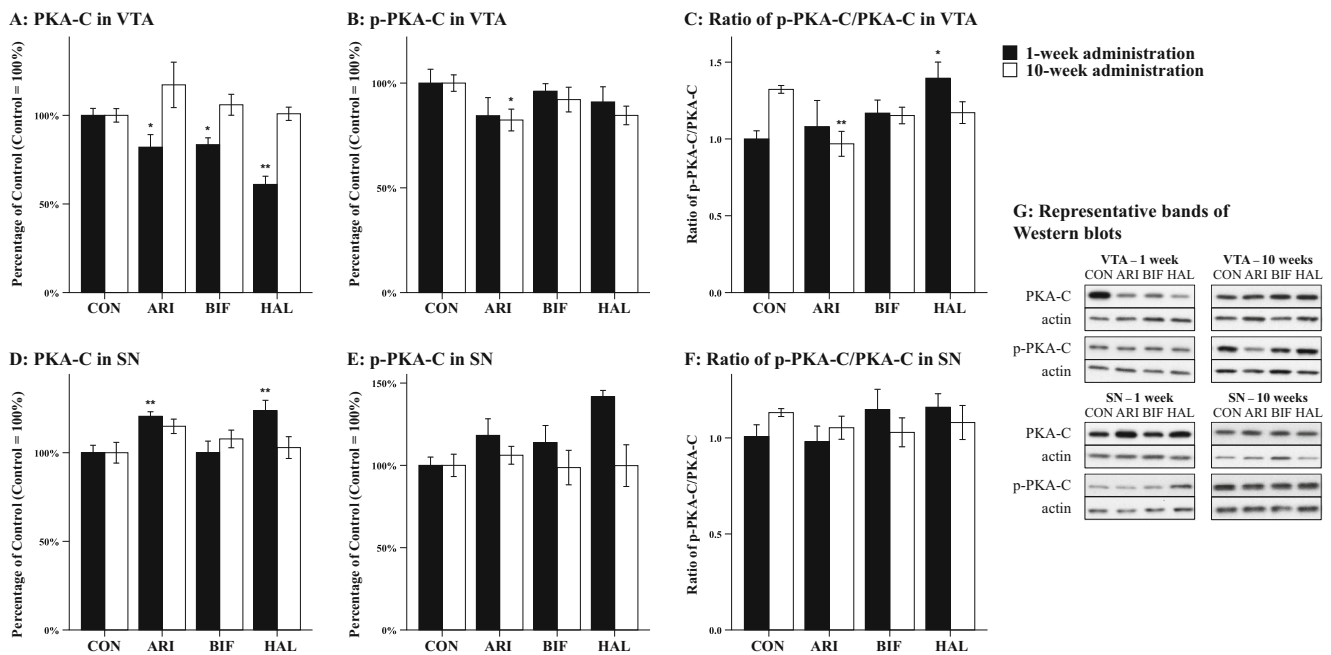 A: PKA-C in VTA
Percentage of Control (Control = 100%)
100%
50%
0%
*
*
**
CON ARI BIF HAL
B: p-PKA-C in VTA
Percentage of Control (Control = 100%)
100%
50%
0%
*
CON ARI BIF HAL
C: Ratio of p-PKA-C/PKA-C in VTA
Ratio of p-PKA-C/PKA-C
1.5
1.0
0.5
0.0
**
*
CON ARI BIF HAL
1-week administration
10-week administration
D: PKA-C in SN
Percentage of Control (Control = 100%)
100%
50%
0%
**
**
CON ARI BIF HAL
E: p-PKA-C in SN
Percentage of Control (Control = 100%)
150%
100%
50%
0%
CON ARI BIF HAL
F: Ratio of p-PKA-C/PKA-C in SN
Ratio of p-PKA-C/PKA-C
1.0
0.5
0.0
CON ARI BIF HAL
G: Representative bands of
Western blots
VTA – 1 week
CON ARI BIF HAL
VTA – 10 weeks
CON ARI BIF HAL
PKA-C
actin
p-PKA-C
actin
SN – 1 week
CON ARI BIF HAL
SN – 10 weeks
CON ARI BIF HAL
PKA-C
actin
p-PKA-C
actin